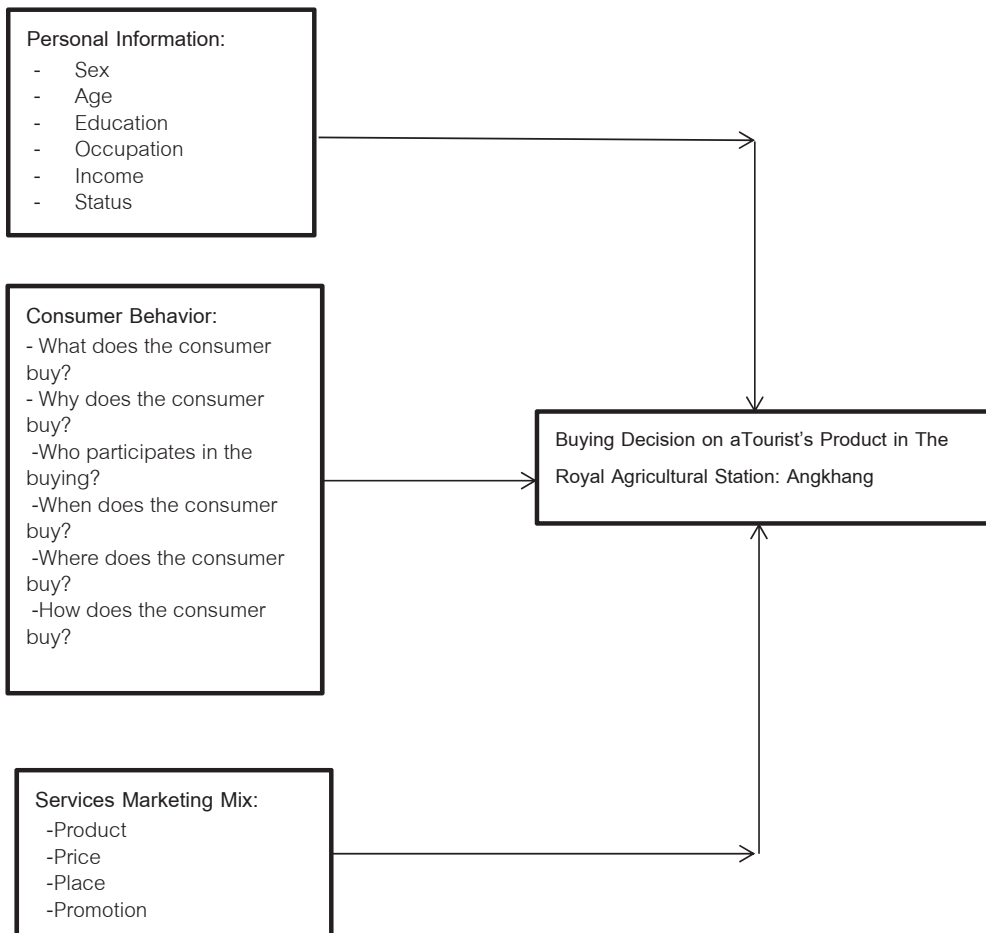 Personal Information:
- Sex
- Age
- Education
- Occupation
- Income
- Status
Consumer Behavior:
- What does the consumer
buy?
- Why does the consumer
buy?
-Who participates in the
buying?
-When does the consumer
buy?
-Where does the consumer
buy?
-How does the consumer
buy?
Buying Decision on aTourist's Product in The
Royal Agricultural Station: Angkhang
Services Marketing Mix:
-Product
-Price
-Place
-Promotion